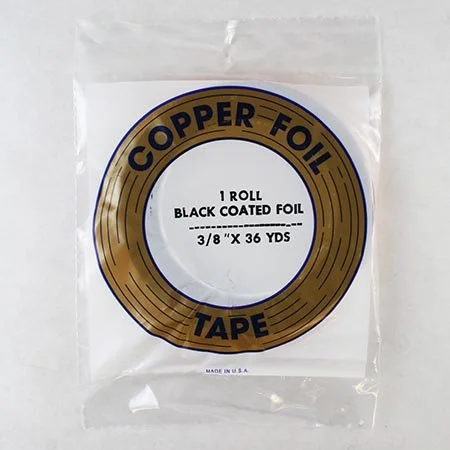 COPPER FOIL
1 ROLL
BLACK COATED FOIL
3/8 "X 36 YDS
TAPE
MADE IN U.S.A.